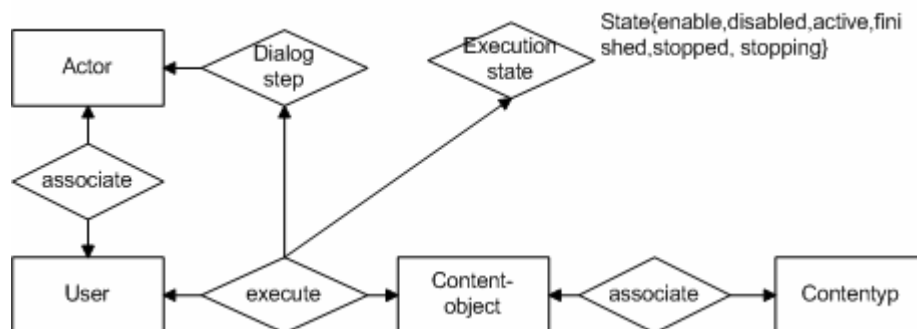 State{enable,disabled,active,fini
shed,stopped, stopping}
Dialog
step
Execution
state
Actor
associate
User
execute
Content-
object
associate
Contentyp